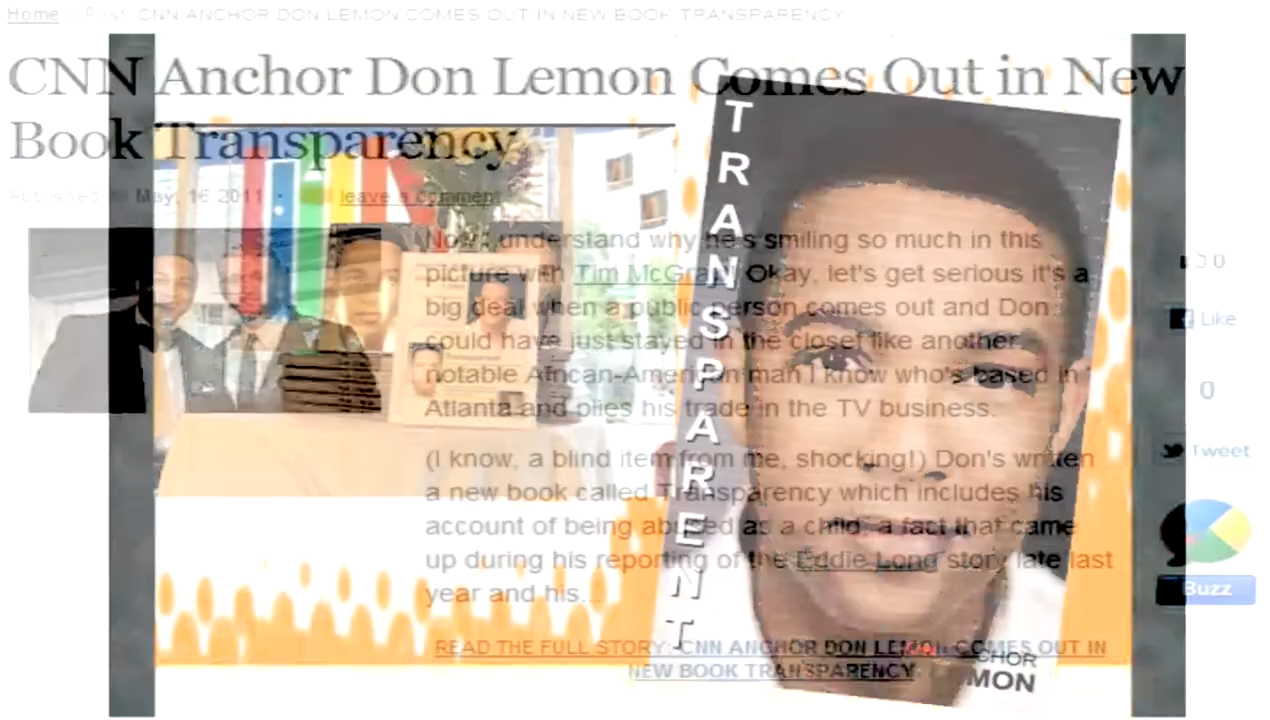 Home Post CNN ANCHOR DON LEMON COMES OUT IN NEW BOOK TRANSPARENCY
CNN Anchor Don Lemon Comes Out in New
Book Transparency
Published May, 16 2011 leave a comment
Now I understand why he's smiling so much in this
picture with Tim McGraw Okay, let's get serious it's a
big deal when a public person comes out and Don
could have just stayed in the closet like another
notable African-American man I know who's based in
Atlanta and plies his trade in the TV business.
(I know, a blind item from me, shocking!) Don's written
a new book called Transparency which includes his
account of being abused as a child, a fact that came
up during his reporting of the Eddie Long story late last
year and his...
READ THE FULL STORY: CNN ANCHOR DON LEMON COMES OUT IN
NEW BOOK TRANSPARENCY
TRANSPARENT
ANCHOR
LEMON
0
Like
0
Tweet
Buzz